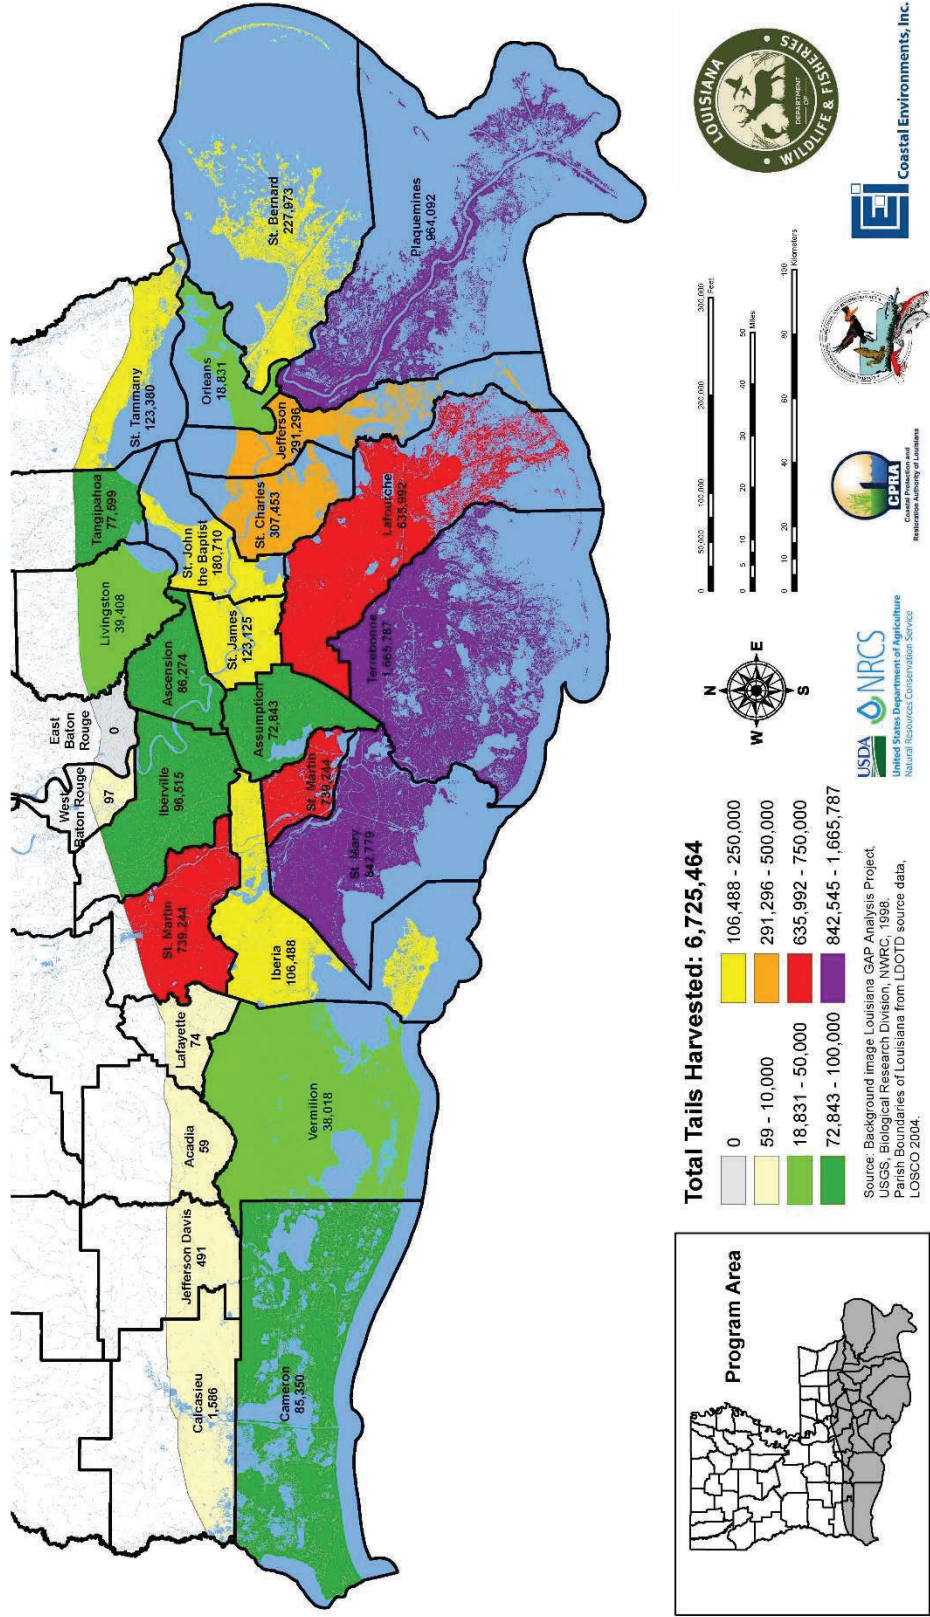 East
Baton
Rouge
0
West
Baton Rouge
97
Livingston
39,408
Tangipahoa
77,599
St. Tammany
123,380
Orleans
18,831
St. Bernard
227,973
Plaquemines
964,092
Jefferson
291,296
St. Charles
307,453
St. John
the Baptist
180,710
St. James
123,125
Ascension
86,274
Assumption
72,843
Iberville
96,515
Lafourche
635,992
Terrebonne
1,665,787
St. Martin
739,244
St. Mary
842,779
St. Martin
739,244
Iberia
106,488
Lafayette
74
Acadia
59
Vermilion
38,018
Jefferson Davis
491
Calcasieu
1,586
Cameron
85,350
Program Area
Total Tails Harvested: 6,725,464
0
59 - 10,000
18,831 - 50,000
72,843 - 100,000
106,488 - 250,000
291,296 - 500,000
635,992 - 750,000
842,545 - 1,665,787
Source: Background image Louisiana GAP Analysis Project,
USGS, Biological Research Division, NWRC, 1998.
Parish Boundaries of Louisiana from LDOTD source data,
LOSCO 2004.
N
W E
S
0 50,000 100,000 200,000 300,000
Feet
0 5 10 20 30 40 50
Miles
0 10 20 40 60 80 100
Kilometers
USDA NRCS
United States Department of Agriculture
Natural Resources Conservation Service
CPRA
Coastal Protection and
Restoration Authority of Louisiana
LOUISIANA
DEPARTMENT
OF
WILDLIFE & FISHERIES
CEI
Coastal Environments, Inc.